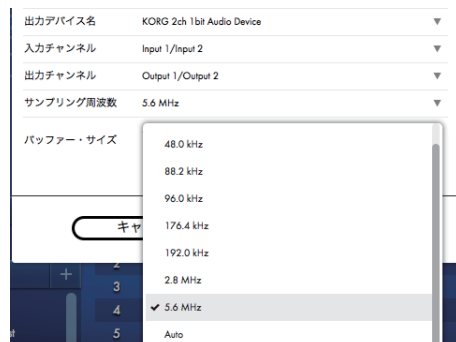 出力デバイス名 KORG 2ch 1bit Audio Device
入力チャンネル Input 1/Input 2
出力チャンネル Output 1/Output 2
サンプリング周波数 5.6 MHz
バッファー・サイズ
48.0 kHz
88.2 kHz
96.0 kHz
キャ
176.4 kHz
192.0 kHz
2.8 MHz
3
5.6 MHz
4
Auto
5